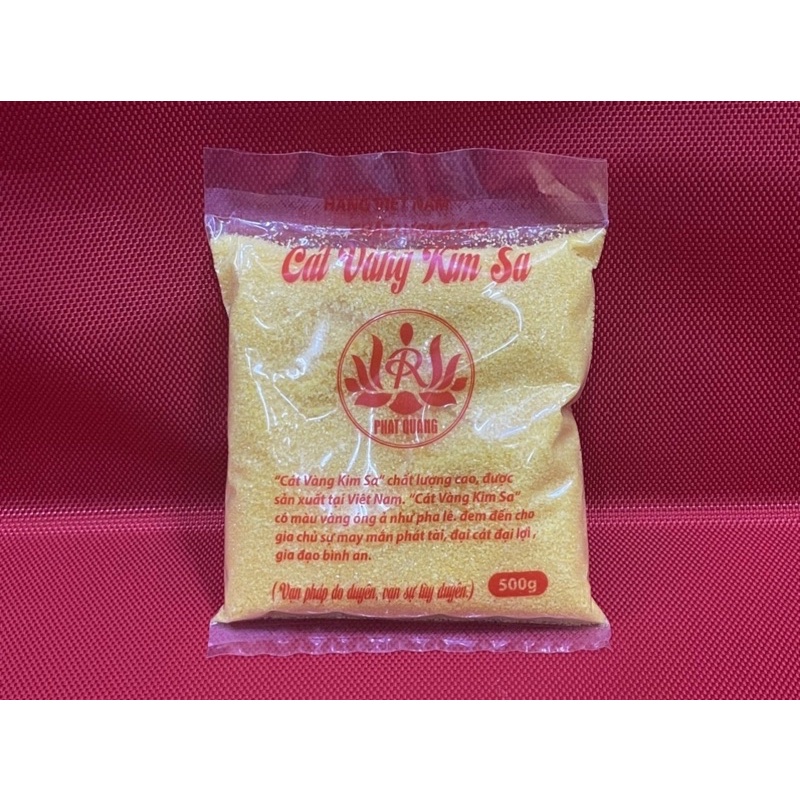 HÀNG VIỆT NAM
Cát Vàng Kim Sa
R
PHÁT QUANG
"Cát Vàng Kim Sa" chất lượng cao, được
sản xuất tại Việt Nam. "Cát Vàng Kim Sa"
có màu vàng óng ả như pha lê. đem đến cho
gia chủ sự may mắn phát tài, đại cát đại lợi,
gia đạo bình an.
(Vạn pháp do duyên, vạn sự tùy duyên.)
500g